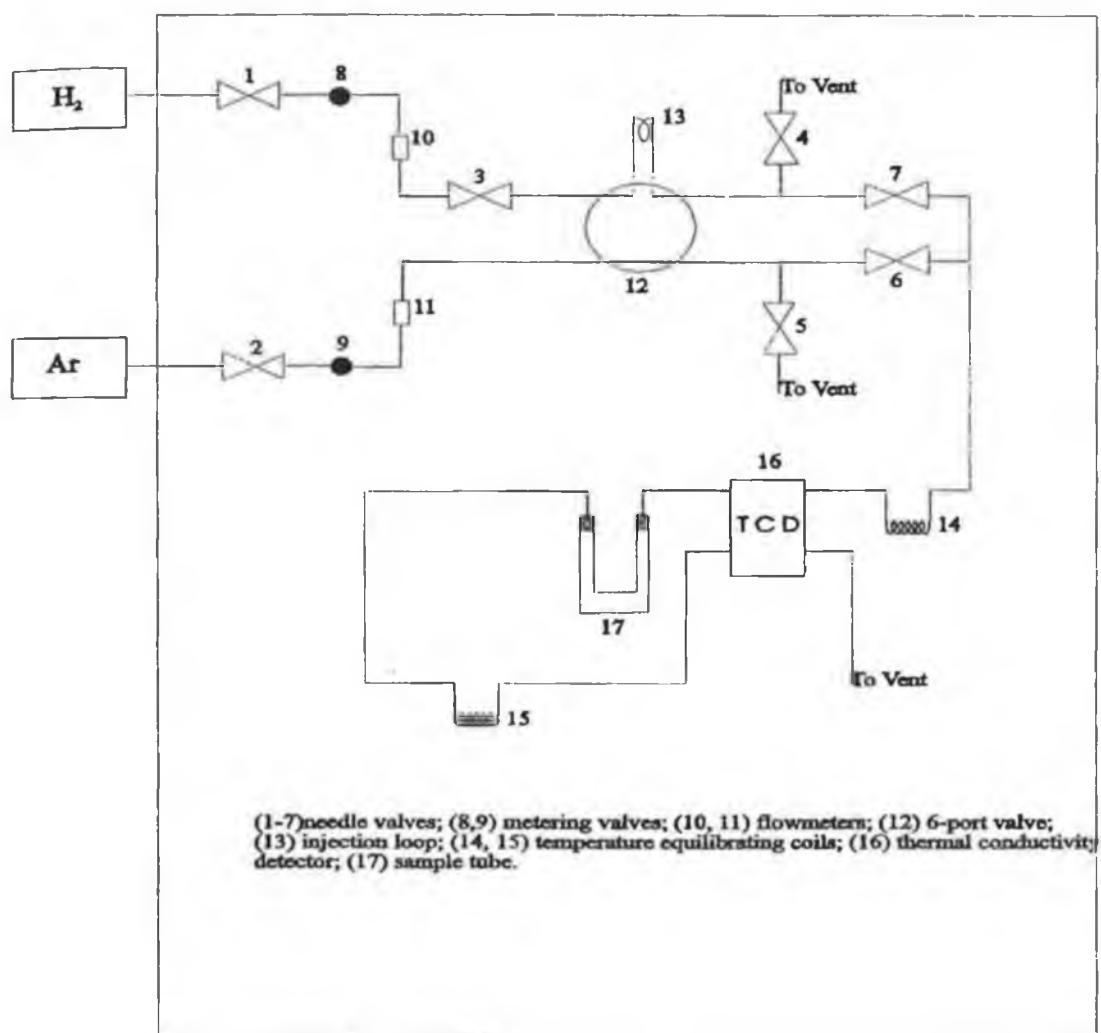 To Vent
1
8
H₂
10
13
4
3
7
12
6
11
5
2
9
Ar
To Vent
16
TCD
14
17
To Vent
15
(1-7)needle valves; (8,9) metering valves; (10, 11) flowmeters; (12) 6-port valve;
(13) injection loop; (14, 15) temperature equilibrating coils; (16) thermal conductivity
detector; (17) sample tube.